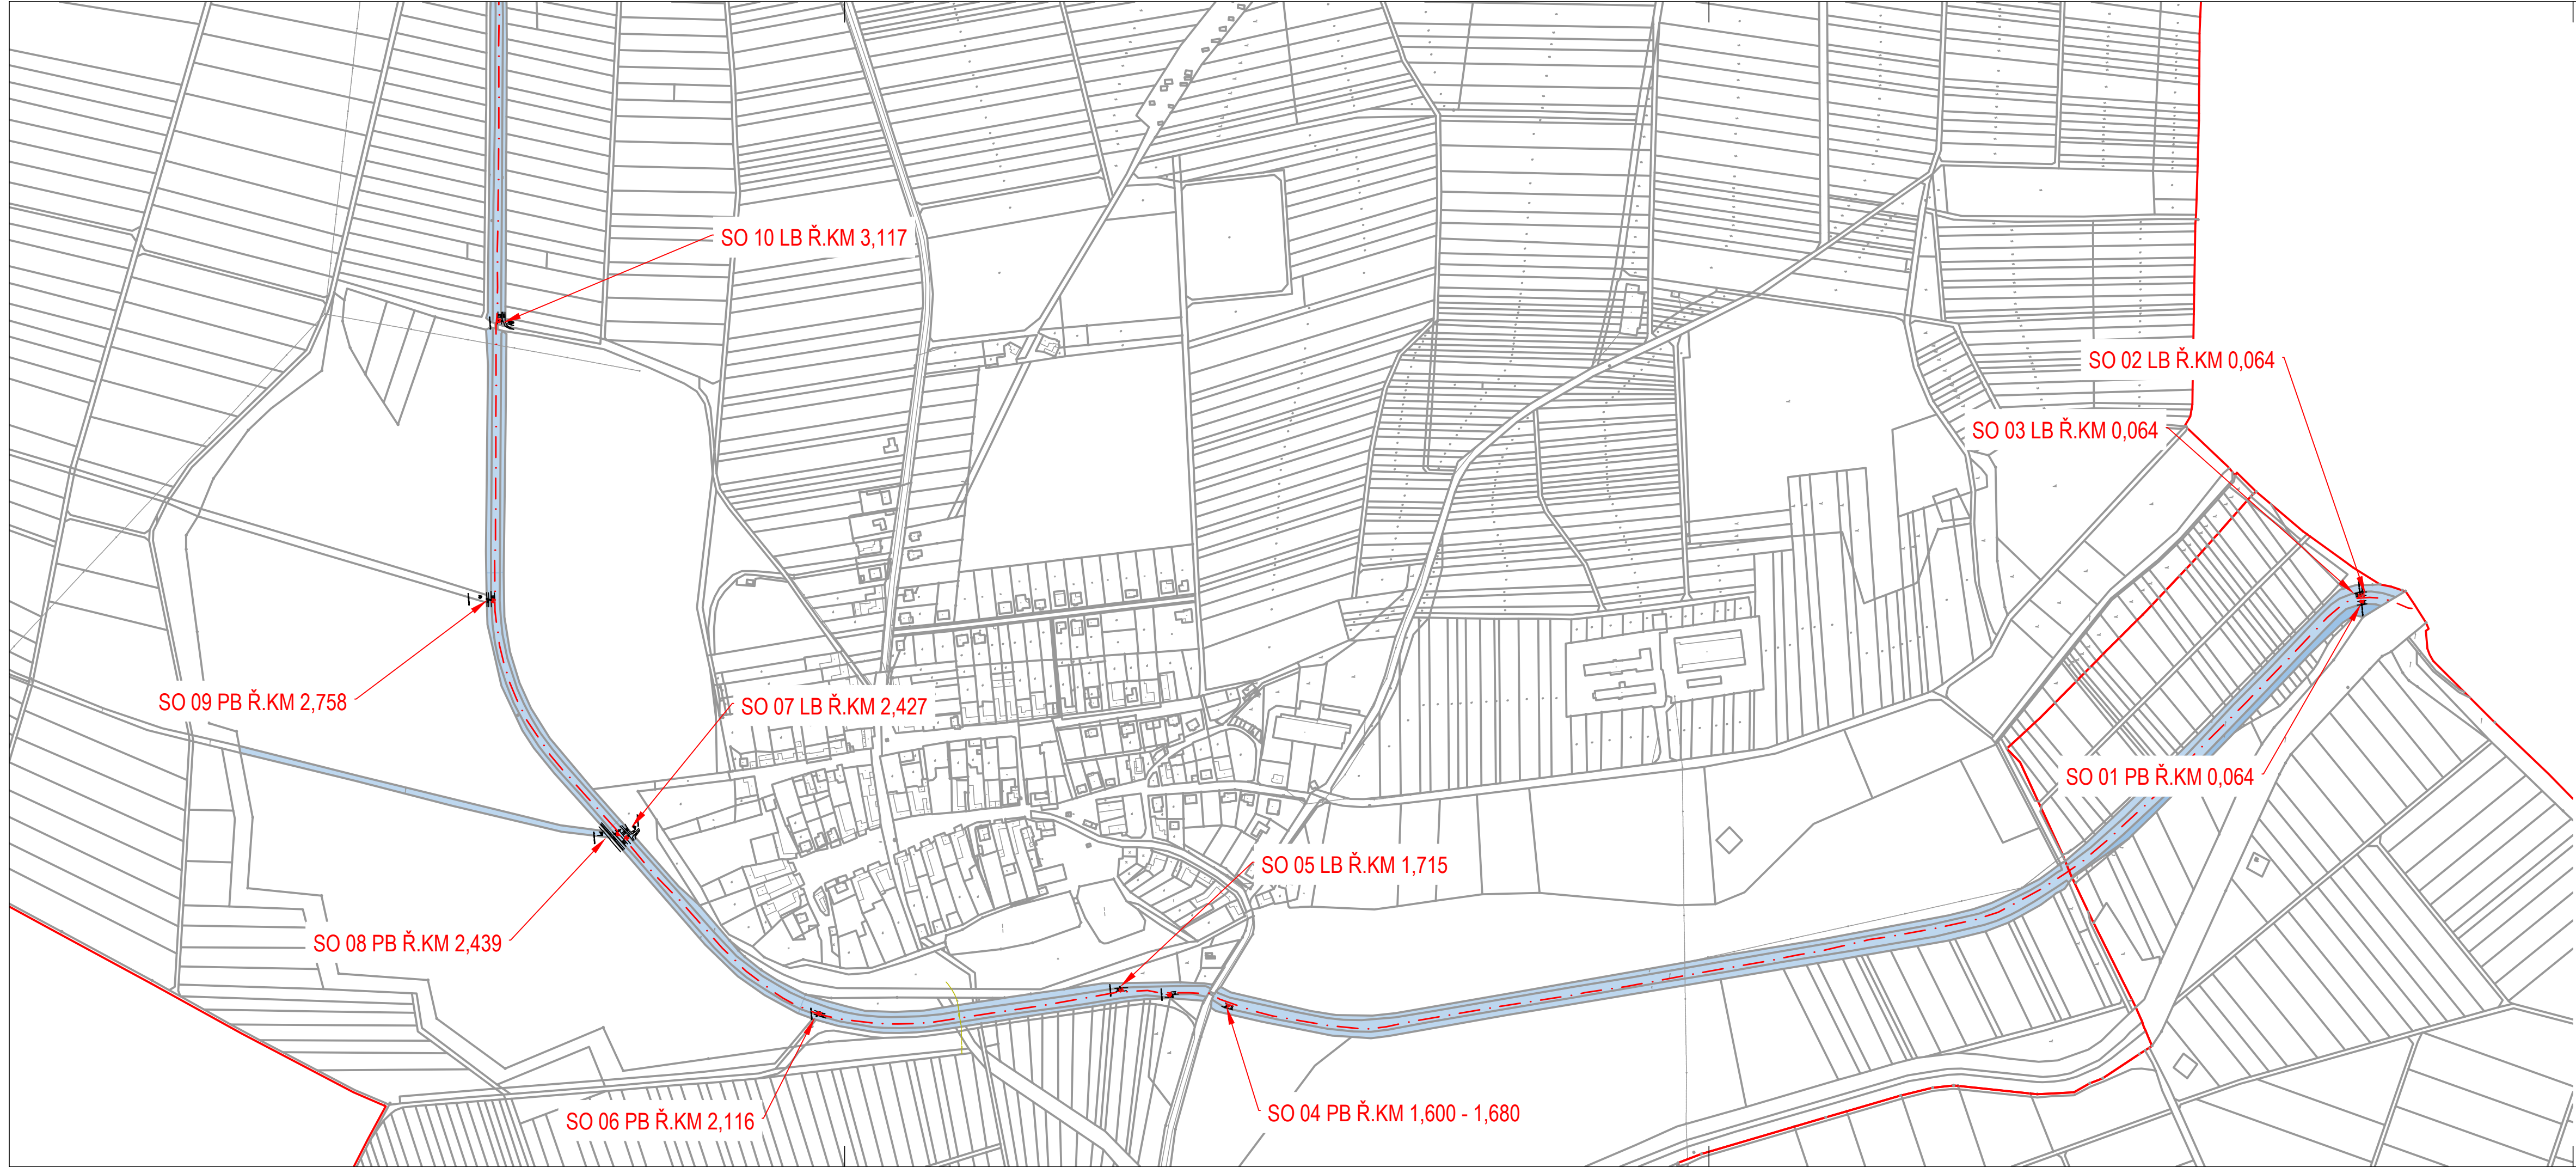 SO 10 LB Ř.KM 3,117
SO 02 LB Ř.KM 0,064
SO 03 LB Ř.KM 0,064
SO 09 PB Ř.KM 2,758
SO 07 LB Ř.KM 2,427
SO 01 PB Ř.KM 0,064
SO 05 LB Ř.KM 1,715
SO 08 PB Ř.KM 2,439
SO 04 PB Ř.KM 1,600 - 1,680
SO 06 PB Ř.KM 2,116